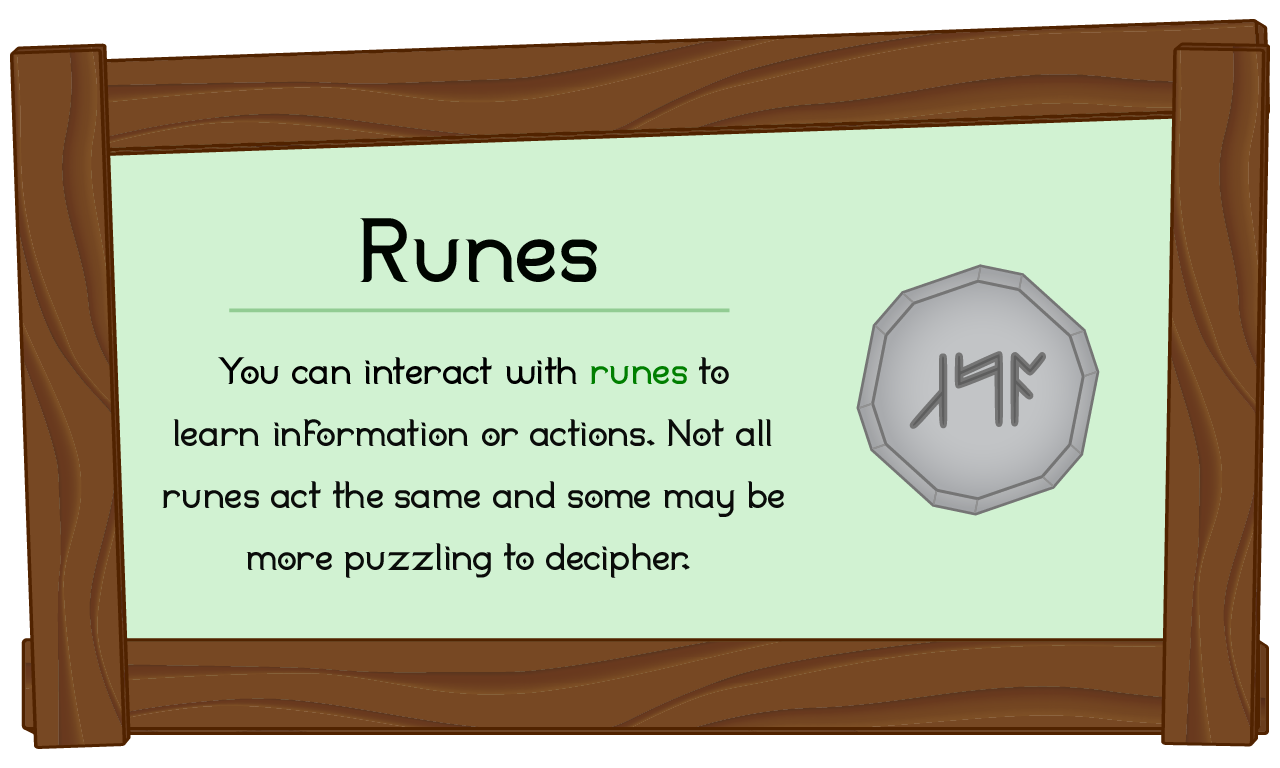 Runes
You can interact with runes to
learn information or actions. Not all
runes act the same and some may be
more puzzling to decipher.